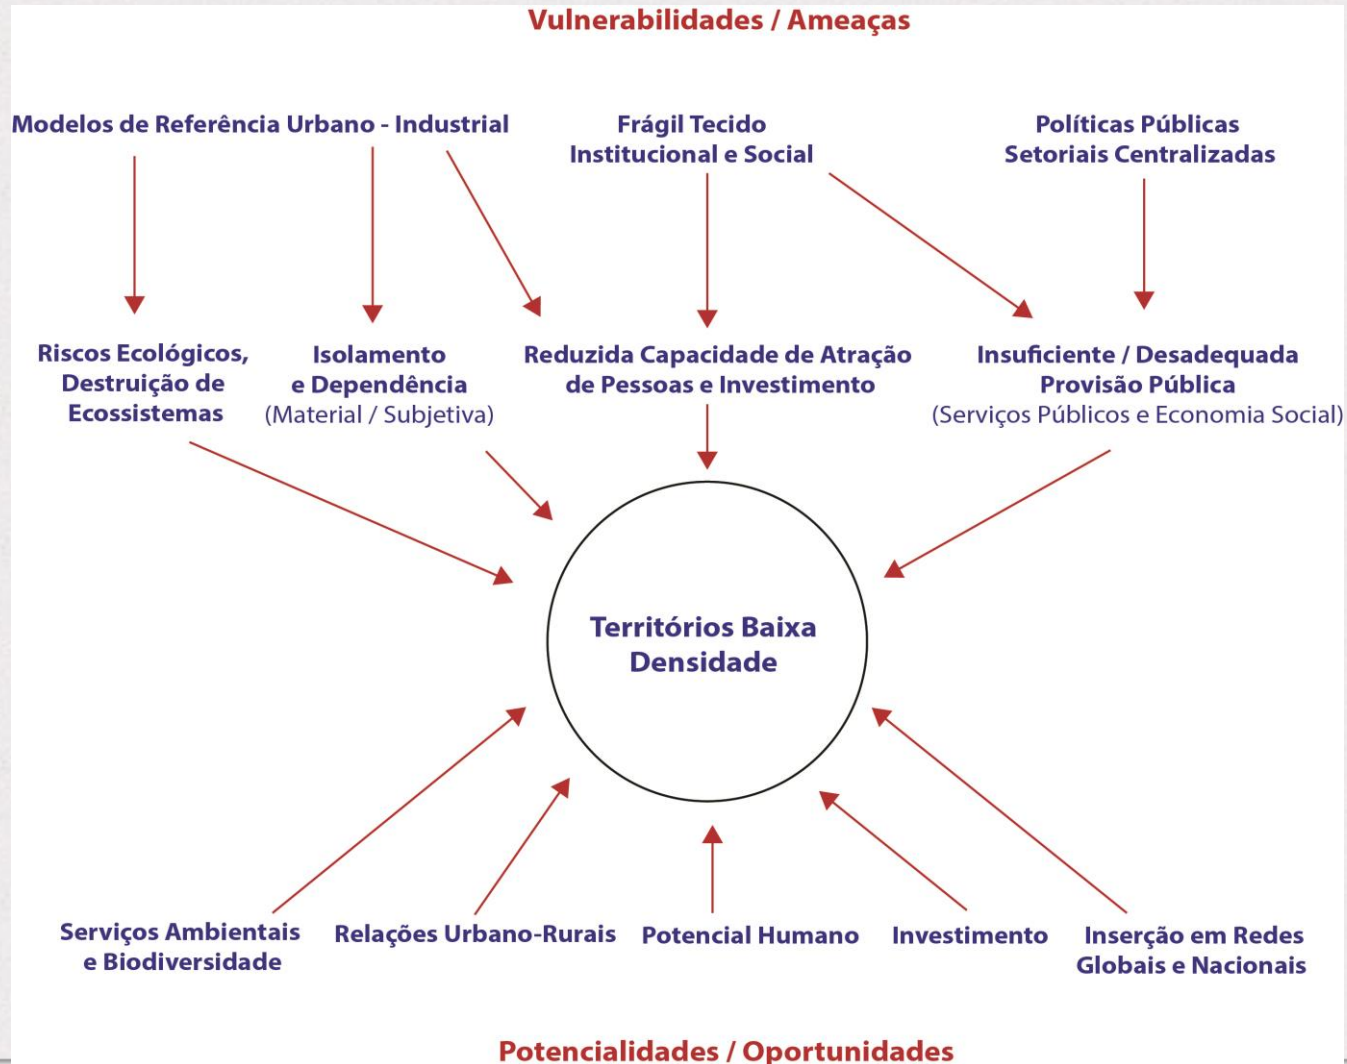 Vulnerabilidades / Ameaças
Modelos de Referência Urbano - Industrial
Frágil Tecido
Institucional e Social
Políticas Públicas
Setoriais Centralizadas
Riscos Ecológicos,
Destruição de
Ecossistemas
Isolamento
e Dependência
(Material / Subjetiva)
Reduzida Capacidade de Atração
de Pessoas e Investimento
Insuficiente / Desadequada
Provisão Pública
(Serviços Públicos e Economia Social)
Territórios Baixa
Densidade
Serviços Ambientais
e Biodiversidade
Relações Urbano-Rurais
Potencial Humano
Investimento
Inserção em Redes
Globais e Nacionais
Potencialidades / Oportunidades